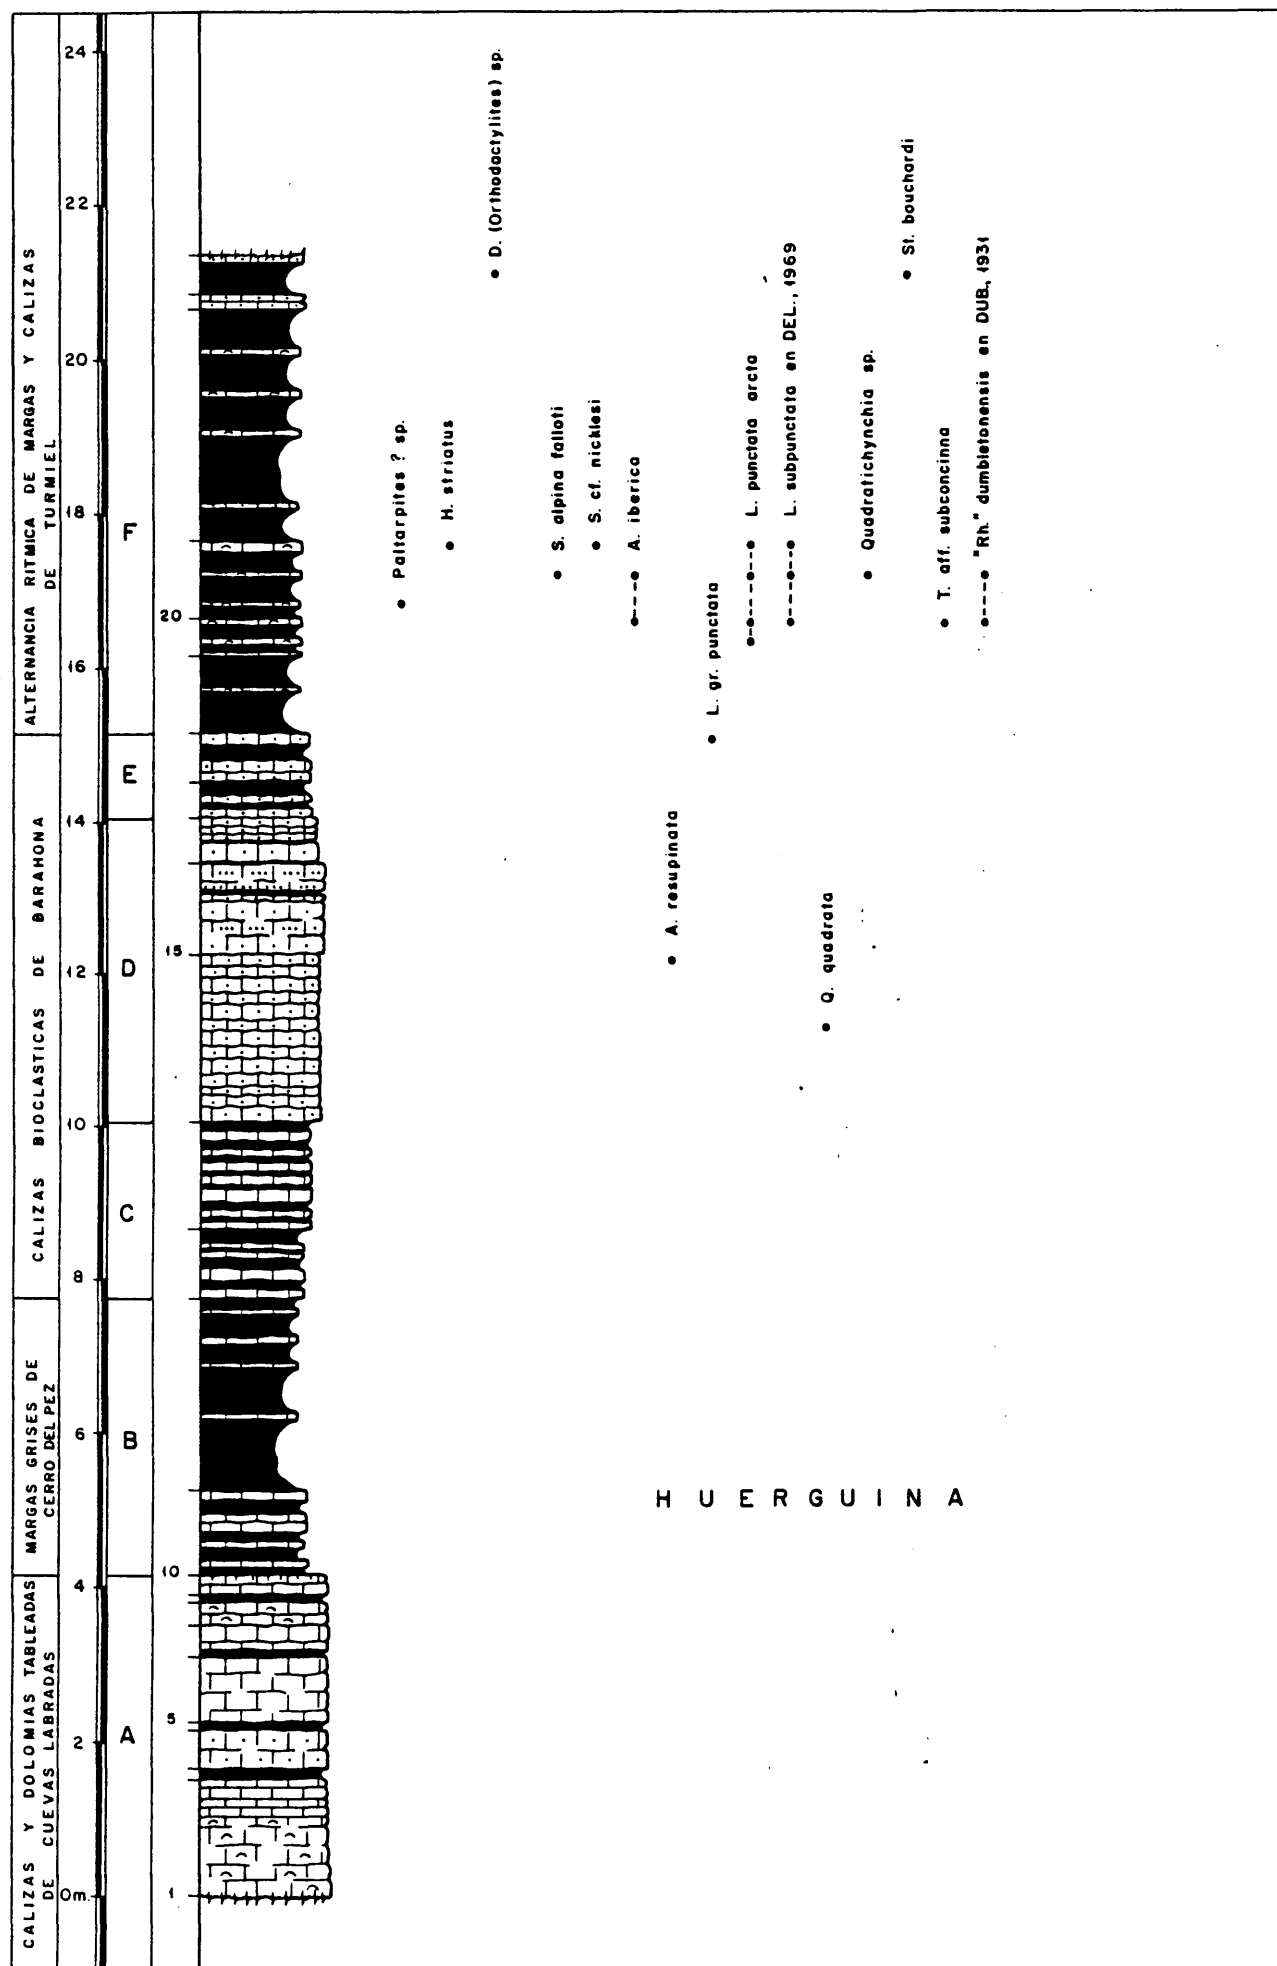 ALTERNANCIA RITMICA DE MARGAS Y CALIZAS
DE TURMIEL
CALIZAS BIOCLASTICAS DE BARAHONA
MARGAS GRISES DE
CERRO DEL PEZ
CALIZAS Y DOLOMIAS TABLEADAS
DE CUEVAS LABRADAS
24
22
20
18
16
14
12
10
8
6
4
2
0m.
F
E
D
C
B
A
20
15
10
5
1
Paltarpites ? sp.
H. striatus
D. (Orthodactylites) sp.
S. alpina falloti
S. cf. nicklesi
A. iberica
A. resupinata
L. gr. punctata
L. punctata arcta
L. subpunctata en DEL., 1969
Q. quadrata
Quadratichynchia sp.
St. bouchardi
T. aff. subconcinna
"Rh." dumbletonensis en DUB., 1931
HUERGUINA